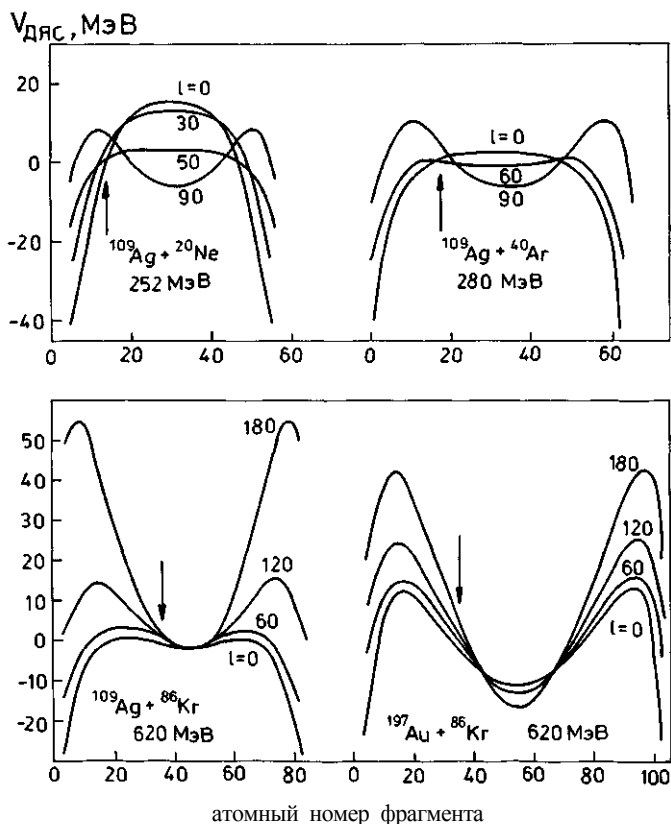 V_ДЯС, МэВ
20
0
-20
-40
l=0
30
50
90
¹⁰⁹Ag + ²⁰Ne
252 МэВ
0 20 40 60
l=0
60
90
¹⁰⁹Ag + ⁴⁰Ar
280 МэВ
0 20 40 60
50
40
30
20
10
0
-10
-20
180
120
60
l=0
¹⁰⁹Ag + ⁸⁶Kr
620 МэВ
0 20 40 60 80
180
120
60
l=0
¹⁹⁷Au + ⁸⁶Kr 620 МэВ
0 20 40 60 80 100
атомный номер фрагмента